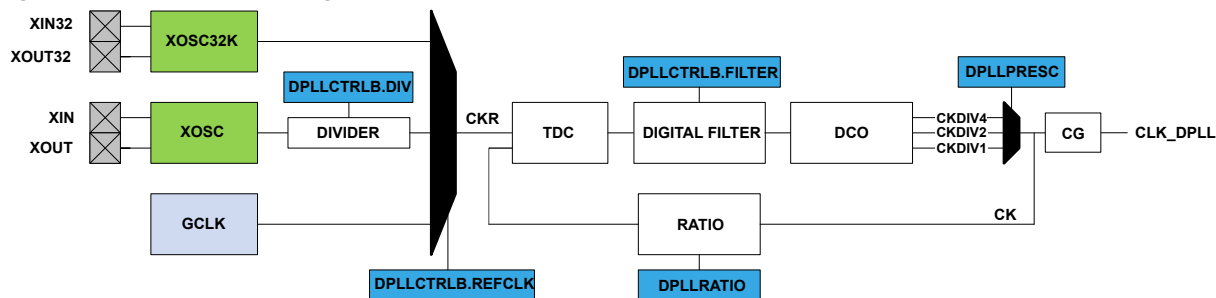 XIN32
XOUT32
XOSC32K
XIN
XOUT
XOSC
DPLLCTRLB.DIV
DIVIDER
GCLK
DPLLCTRLB.REFCLK
CKR
TDC
DPLLCTRLB.FILTER
DIGITAL FILTER
DCO
CKDIV4
CKDIV2
CKDIV1
DPLLPRESC
CG
CLK_DPLL
RATIO
CK
DPLLRATIO